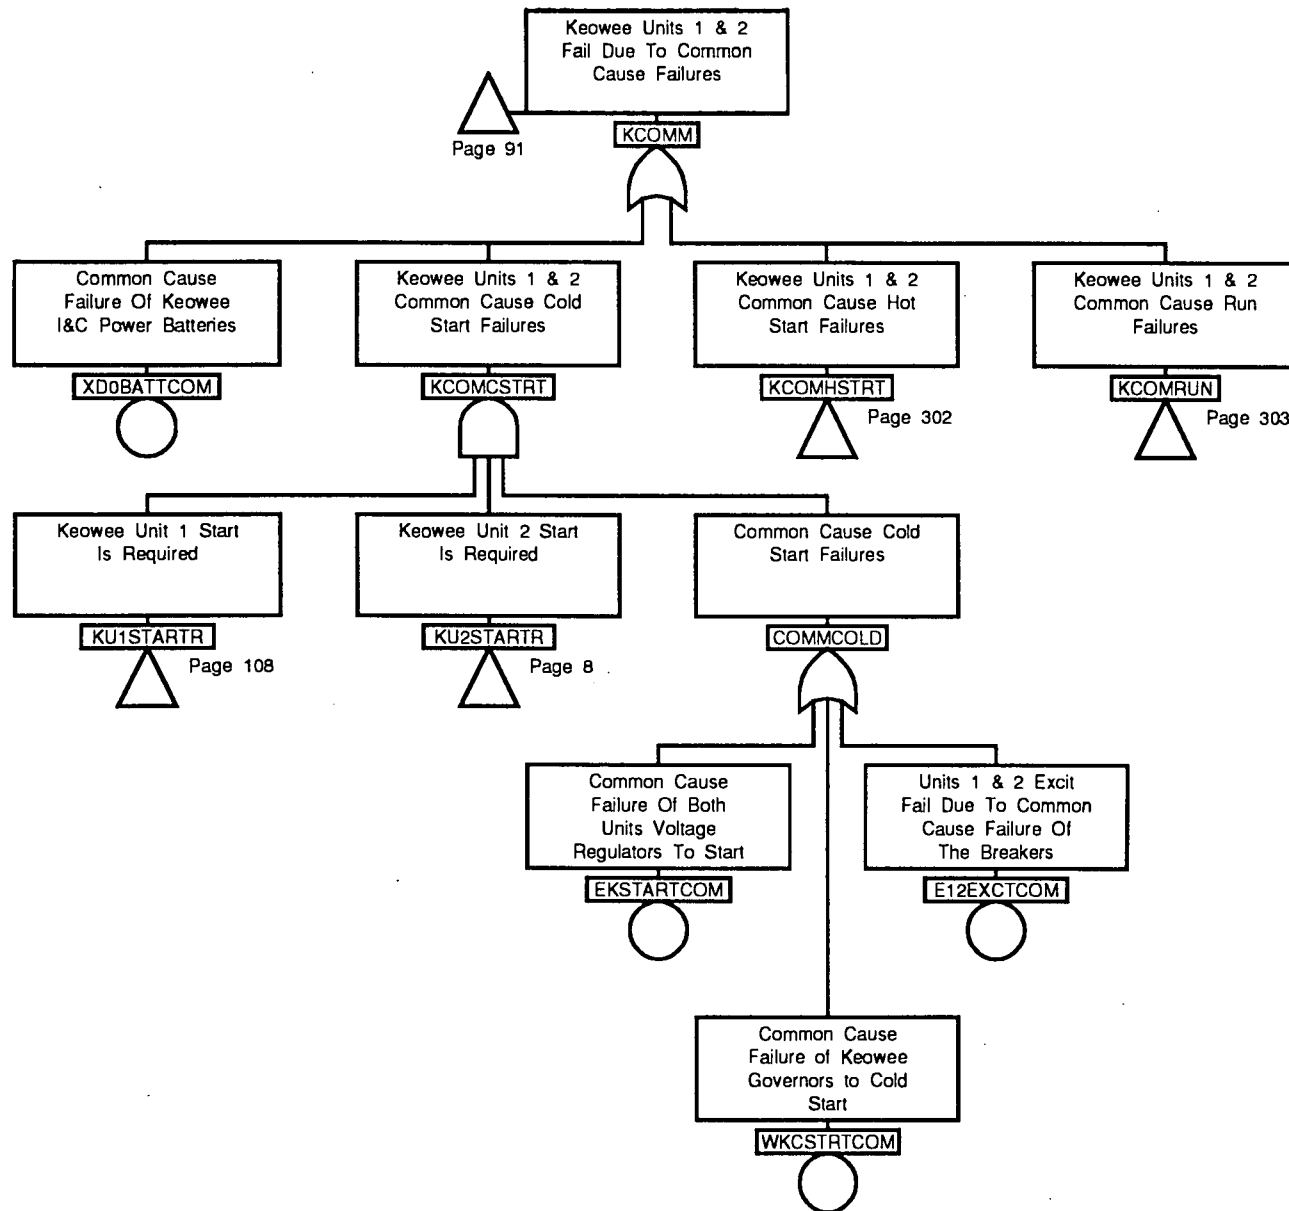 Keowee Units 1 & 2
Fail Due To Common
Cause Failures
Page 91
KCOMM
Common Cause
Failure Of Keowee
I&C Power Batteries
XD0BATTCOM
Keowee Units 1 & 2
Common Cause Cold
Start Failures
KCOMCSTRT
Keowee Units 1 & 2
Common Cause Hot
Start Failures
KCOMHSTRT
Page 302
Keowee Units 1 & 2
Common Cause Run
Failures
KCOMRUN
Page 303
Keowee Unit 1 Start
Is Required
KU1STARTR
Page 108
Keowee Unit 2 Start
Is Required
KU2STARTR
Page 8
Common Cause Cold
Start Failures
COMMCOLD
Common Cause
Failure Of Both
Units Voltage
Regulators To Start
EKSTARTCOM
Units 1 & 2 Excit
Fail Due To Common
Cause Failure Of
The Breakers
E12EXCTCOM
Common Cause
Failure of Keowee
Governors to Cold
Start
WKCSTRTCOM